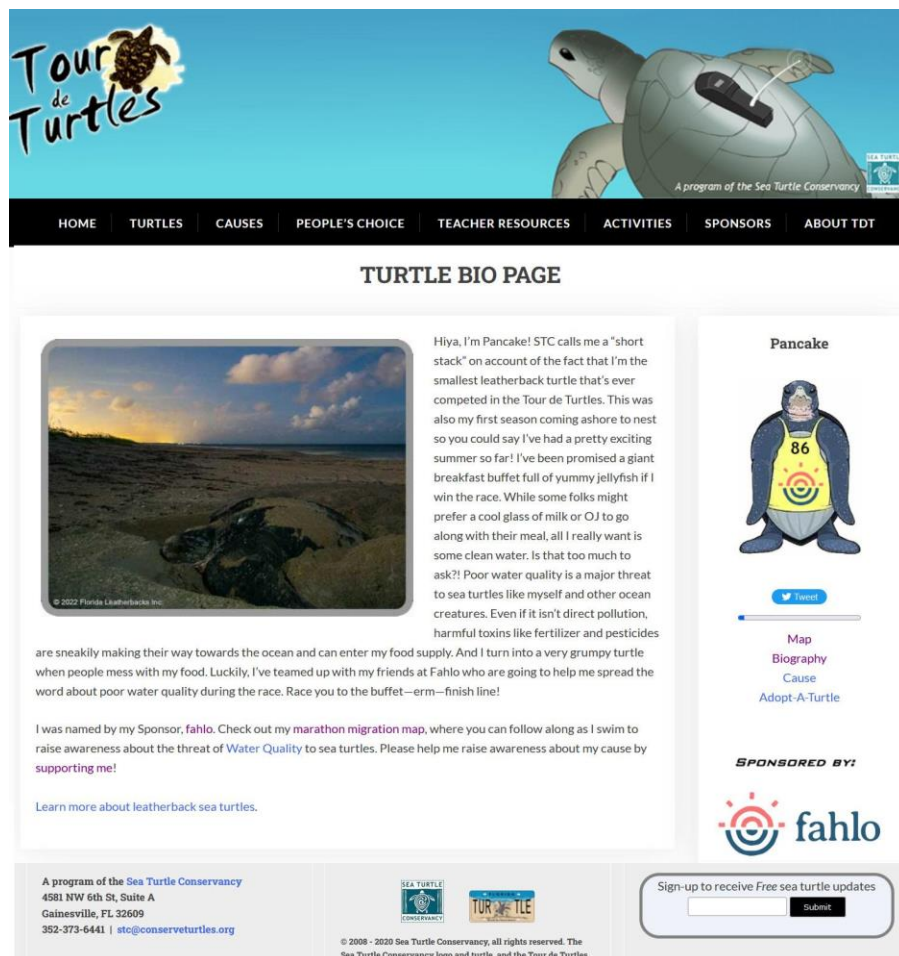 Tour
de
Turtles
A program of the Sea Turtle Conservancy
SEA TURTLE
CONSERVANCY
HOME TURTLES CAUSES PEOPLE'S CHOICE TEACHER RESOURCES ACTIVITIES SPONSORS ABOUT TDT
TURTLE BIO PAGE
© 2022 Florida Leatherbacks Inc.
Hiya, I'm Pancake! STC calls me a "short
stack" on account of the fact that I'm the
smallest leatherback turtle that's ever
competed in the Tour de Turtles. This was
also my first season coming ashore to nest
so you could say I've had a pretty exciting
summer so far! I've been promised a giant
breakfast buffet full of yummy jellyfish if I
win the race. While some folks might
prefer a cool glass of milk or OJ to go
along with their meal, all I really want is
some clean water. Is that too much to
ask?! Poor water quality is a major threat
to sea turtles like myself and other ocean
creatures. Even if it isn't direct pollution,
harmful toxins like fertilizer and pesticides
are sneakily making their way towards the ocean and can enter my food supply. And I turn into a very grumpy turtle
when people mess with my food. Luckily, I've teamed up with my friends at Fahlo who are going to help me spread the
word about poor water quality during the race. Race you to the buffet—erm—finish line!
I was named by my Sponsor, fahlo. Check out my marathon migration map, where you can follow along as I swim to
raise awareness about the threat of Water Quality to sea turtles. Please help me raise awareness about my cause by
supporting me!
Learn more about leatherback sea turtles.
Pancake
86
Tweet
Map
Biography
Cause
Adopt-A-Turtle
SPONSORED BY:
fahlo
A program of the Sea Turtle Conservancy
4581 NW 6th St, Suite A
Gainesville, FL 32609
352-373-6441 | stc@conserveturtles.org
SEA TURTLE
CONSERVANCY
FLORIDA
TUR TLE
© 2008 - 2020 Sea Turtle Conservancy, all rights reserved. The
Sea Turtle Conservancy logo and turtle, and the Tour de Turtles
Sign-up to receive Free sea turtle updates
Submit